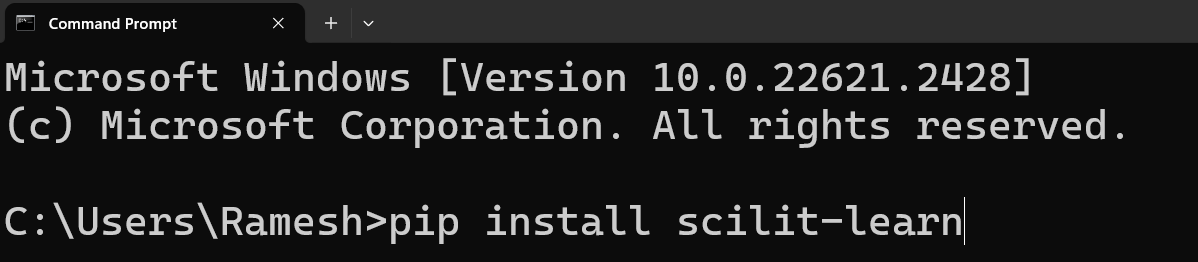 Command Prompt
Microsoft Windows [Version 10.0.22621.2428]
(c) Microsoft Corporation. All rights reserved.
C:\Users\Ramesh>pip install scilit-learn